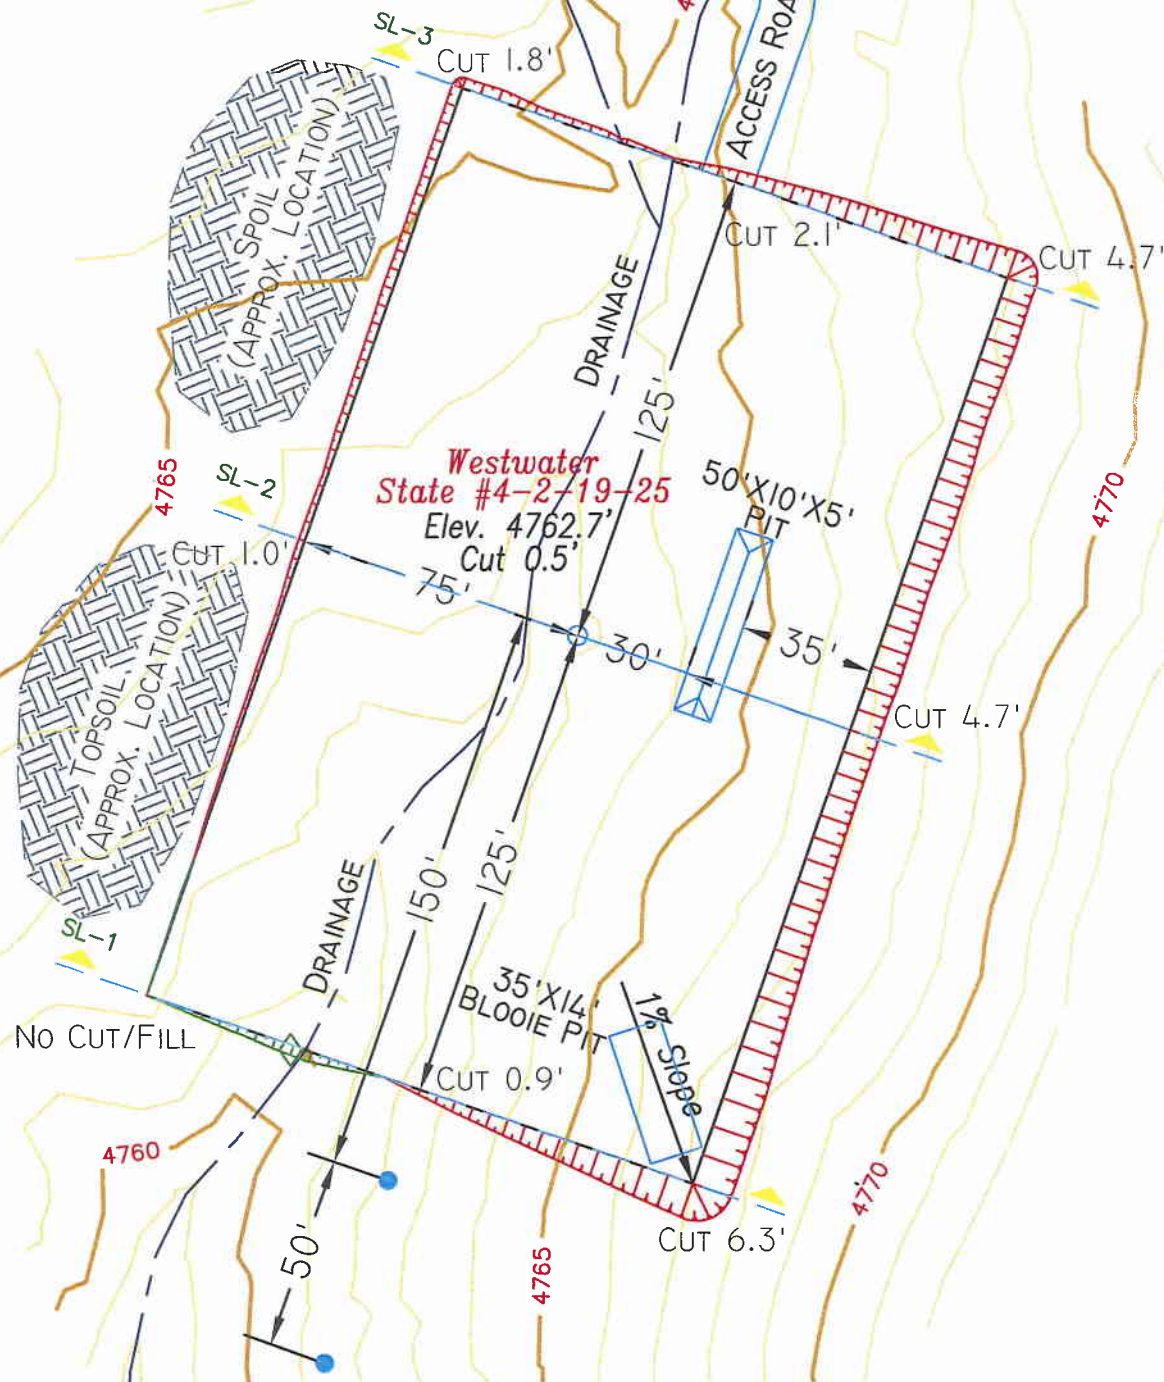 SL-3
CUT 1.8'
ACCESS ROA
4
SPOIL
(APPROX. LOCATION)
CUT 2.1'
CUT 4.7'
DRAINAGE
125'
4765
SL-2
Westwater
State #4-2-19-25
Elev. 4762.7'
Cut 0.5'
50'X10'X5'
PIT
4770
CUT 1.0'
75'
30'
35'
CUT 4.7'
TOPSOIL
(APPROX. LOCATION)
SL-1
DRAINAGE
150'
125'
35'X14'
BLOOIE PIT
1% Slope
NO CUT/FILL
CUT 0.9'
4760
4770
CUT 6.3'
50'
4765